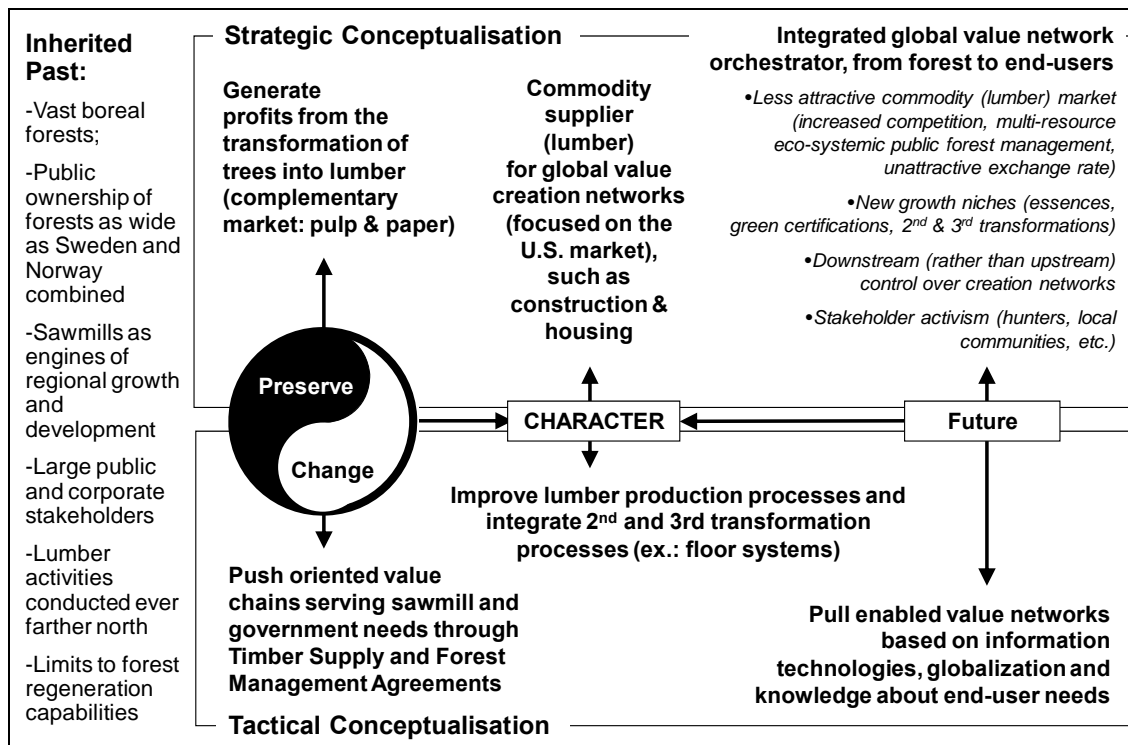 Inherited
Past:
-Vast boreal
forests;
-Public
ownership of
forests as wide
as Sweden and
Norway
combined
-Sawmills as
engines of
regional growth
and
development
-Large public
and corporate
stakeholders
-Lumber
activities
conducted ever
farther north
-Limits to forest
regeneration
capabilities
Strategic Conceptualisation
Generate
profits from the
transformation of
trees into lumber
(complementary
market: pulp & paper)
Commodity
supplier
(lumber)
for global value
creation networks
(focused on the
U.S. market),
such as
construction &
housing
Integrated global value network
orchestrator, from forest to end-users
•Less attractive commodity (lumber) market
(increased competition, multi-resource
eco-systemic public forest management,
unattractive exchange rate)
•New growth niches (essences,
green certifications, 2nd & 3rd transformations)
•Downstream (rather than upstream)
control over creation networks
•Stakeholder activism (hunters, local
communities, etc.)
Preserve
Change
CHARACTER
Future
Improve lumber production processes and
integrate 2nd and 3rd transformation
processes (ex.: floor systems)
Push oriented value
chains serving sawmill and
government needs through
Timber Supply and Forest
Management Agreements
Pull enabled value networks
based on information
technologies, globalization and
knowledge about end-user needs
Tactical Conceptualisation